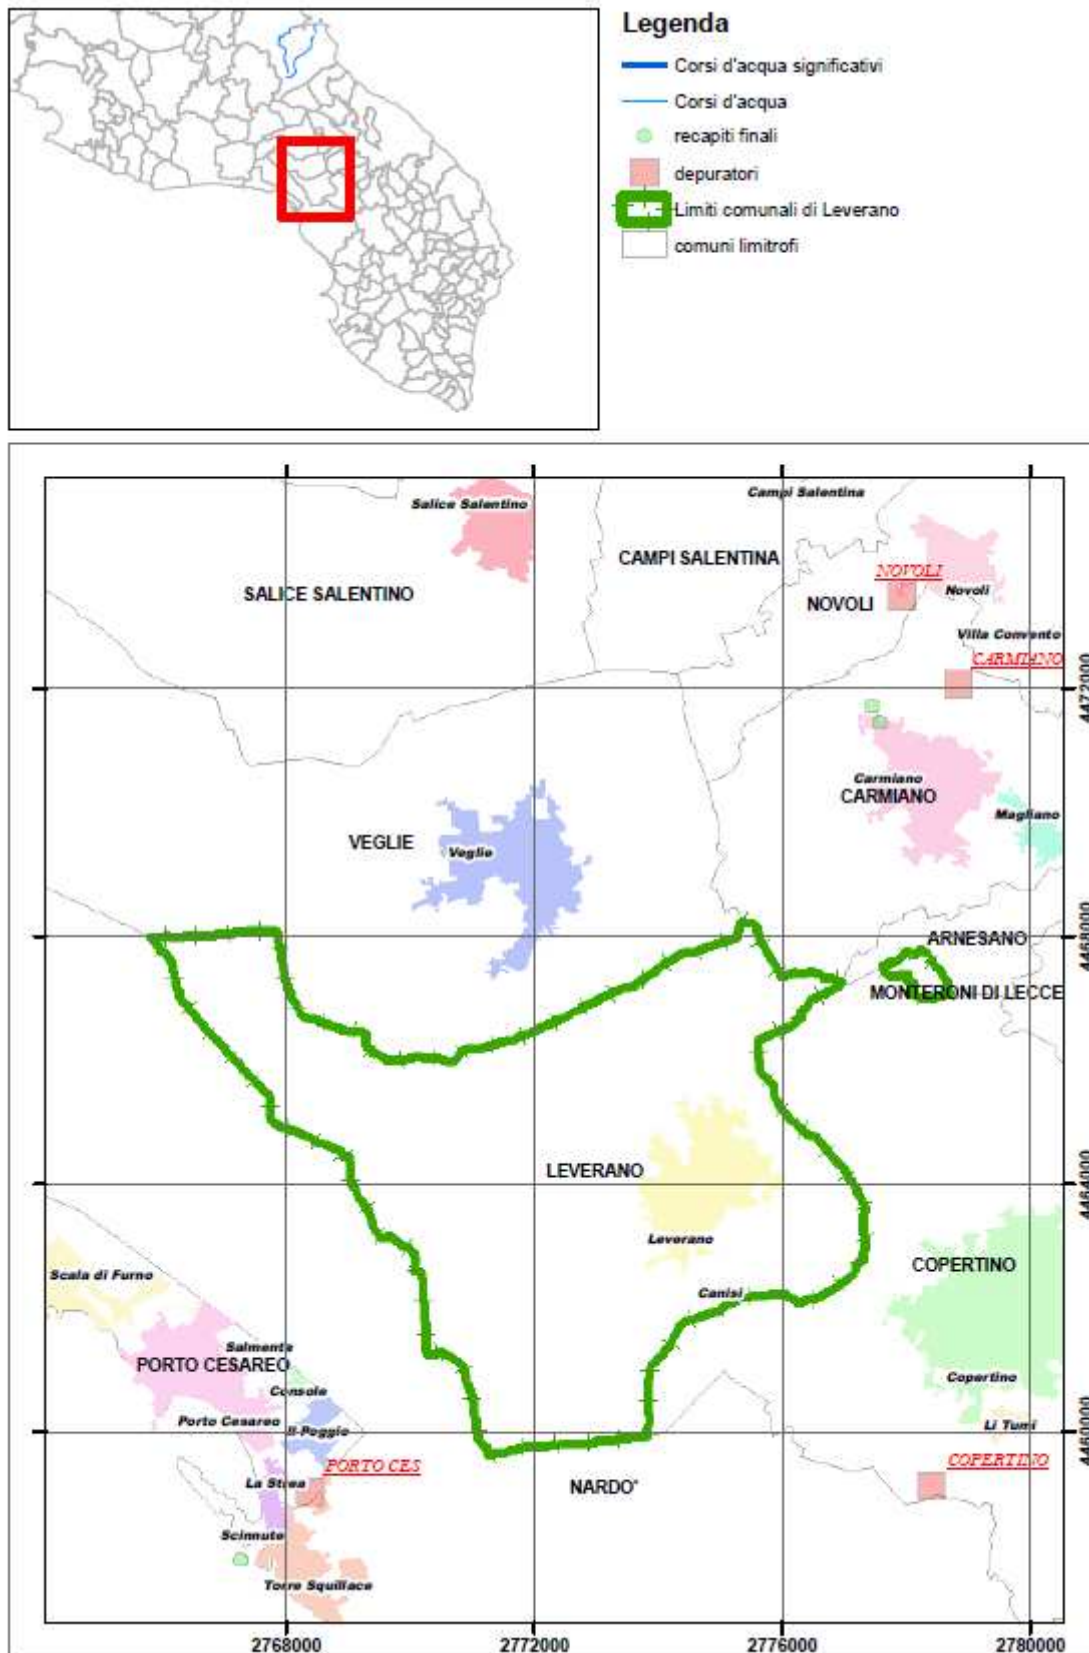 Legenda
Corsi d'acqua significativi
Corsi d'acqua
recapiti finali
depuratori
Limiti comunali di Leverano
comuni limitrofi
Campi Salentina
Salice Salentino
CAMPI SALENTINA
NOVOLI
SALICE SALENTINO
NOVOLI
Novoli
Villa Convento
CARMIANO
4472000
Carmiano
CARMIANO
Magliano
VEGLIE
Veglie
ARNESANO
4468000
MONTERONI DI LECCE
LEVERANO
4464000
Leverano
COPERTINO
Scala di Furno
Canisi
Salmenta
PORTO CESAREO
Consola
Copertino
Porto Cesareo
Il Poggio
Li Tumi
4460000
PORTO CES
COPERTINO
La Strea
NARDO'
Scinnute
Torre Squillace
2768000
2772000
2776000
2780000